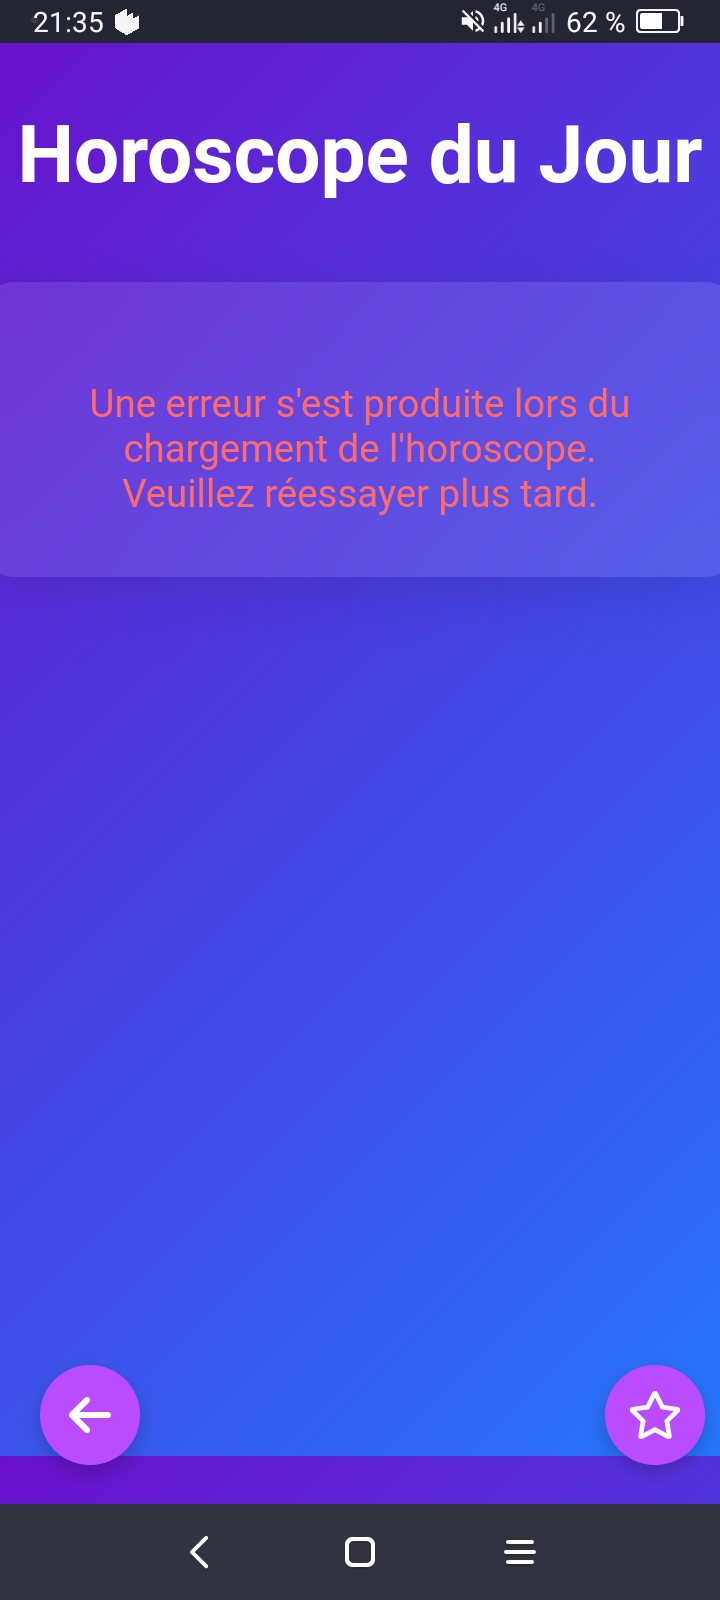 21:35
4G 4G 62 %
Horoscope du Jour
Une erreur s'est produite lors du
chargement de l'horoscope.
Veuillez réessayer plus tard.